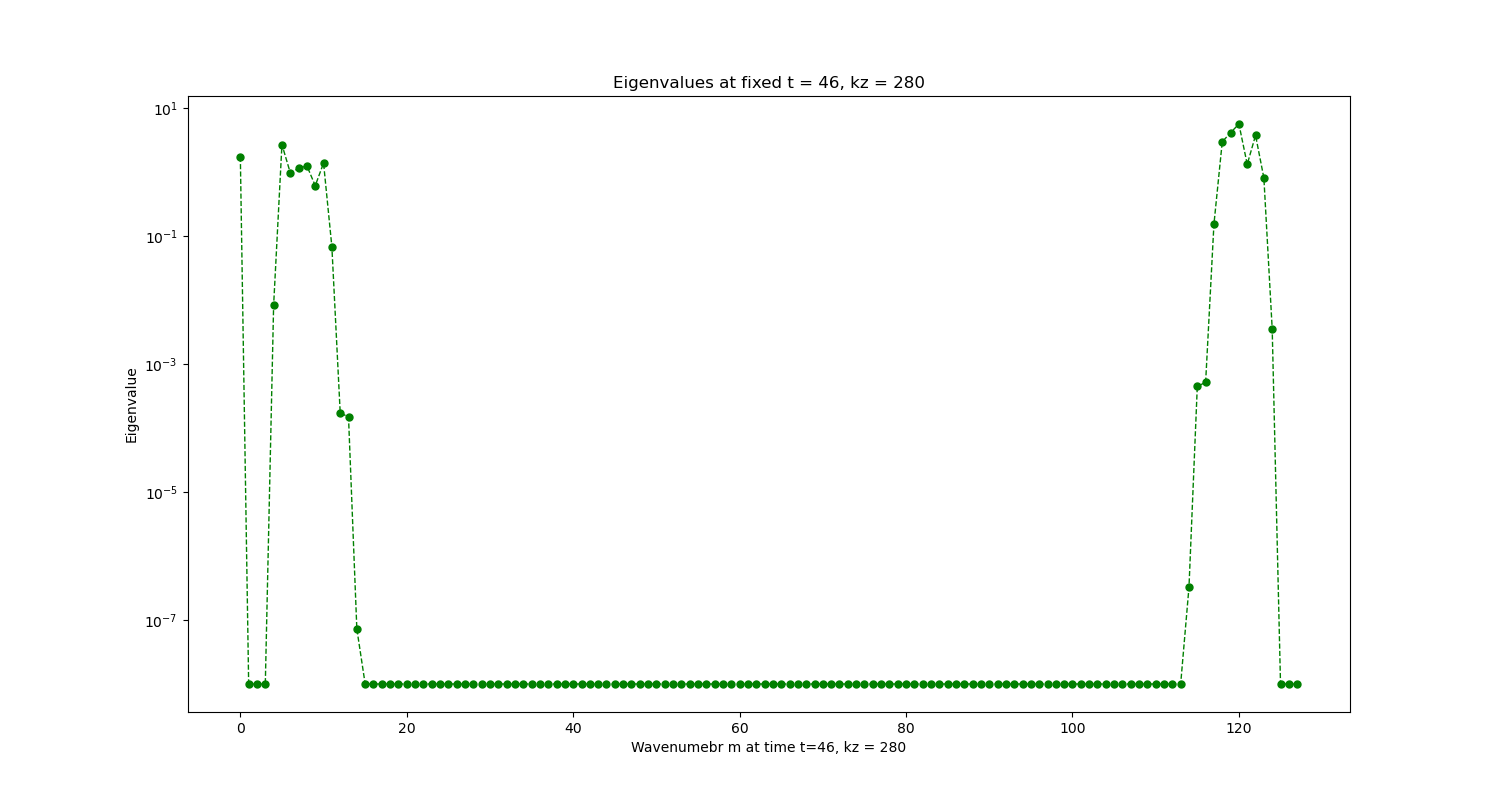 Eigenvalues at fixed t = 46, kz = 280
10^1
10^−1
10^−3
10^−5
10^−7
Eigenvalue
0 20 40 60 80 100 120
Wavenumebr m at time t=46, kz = 280